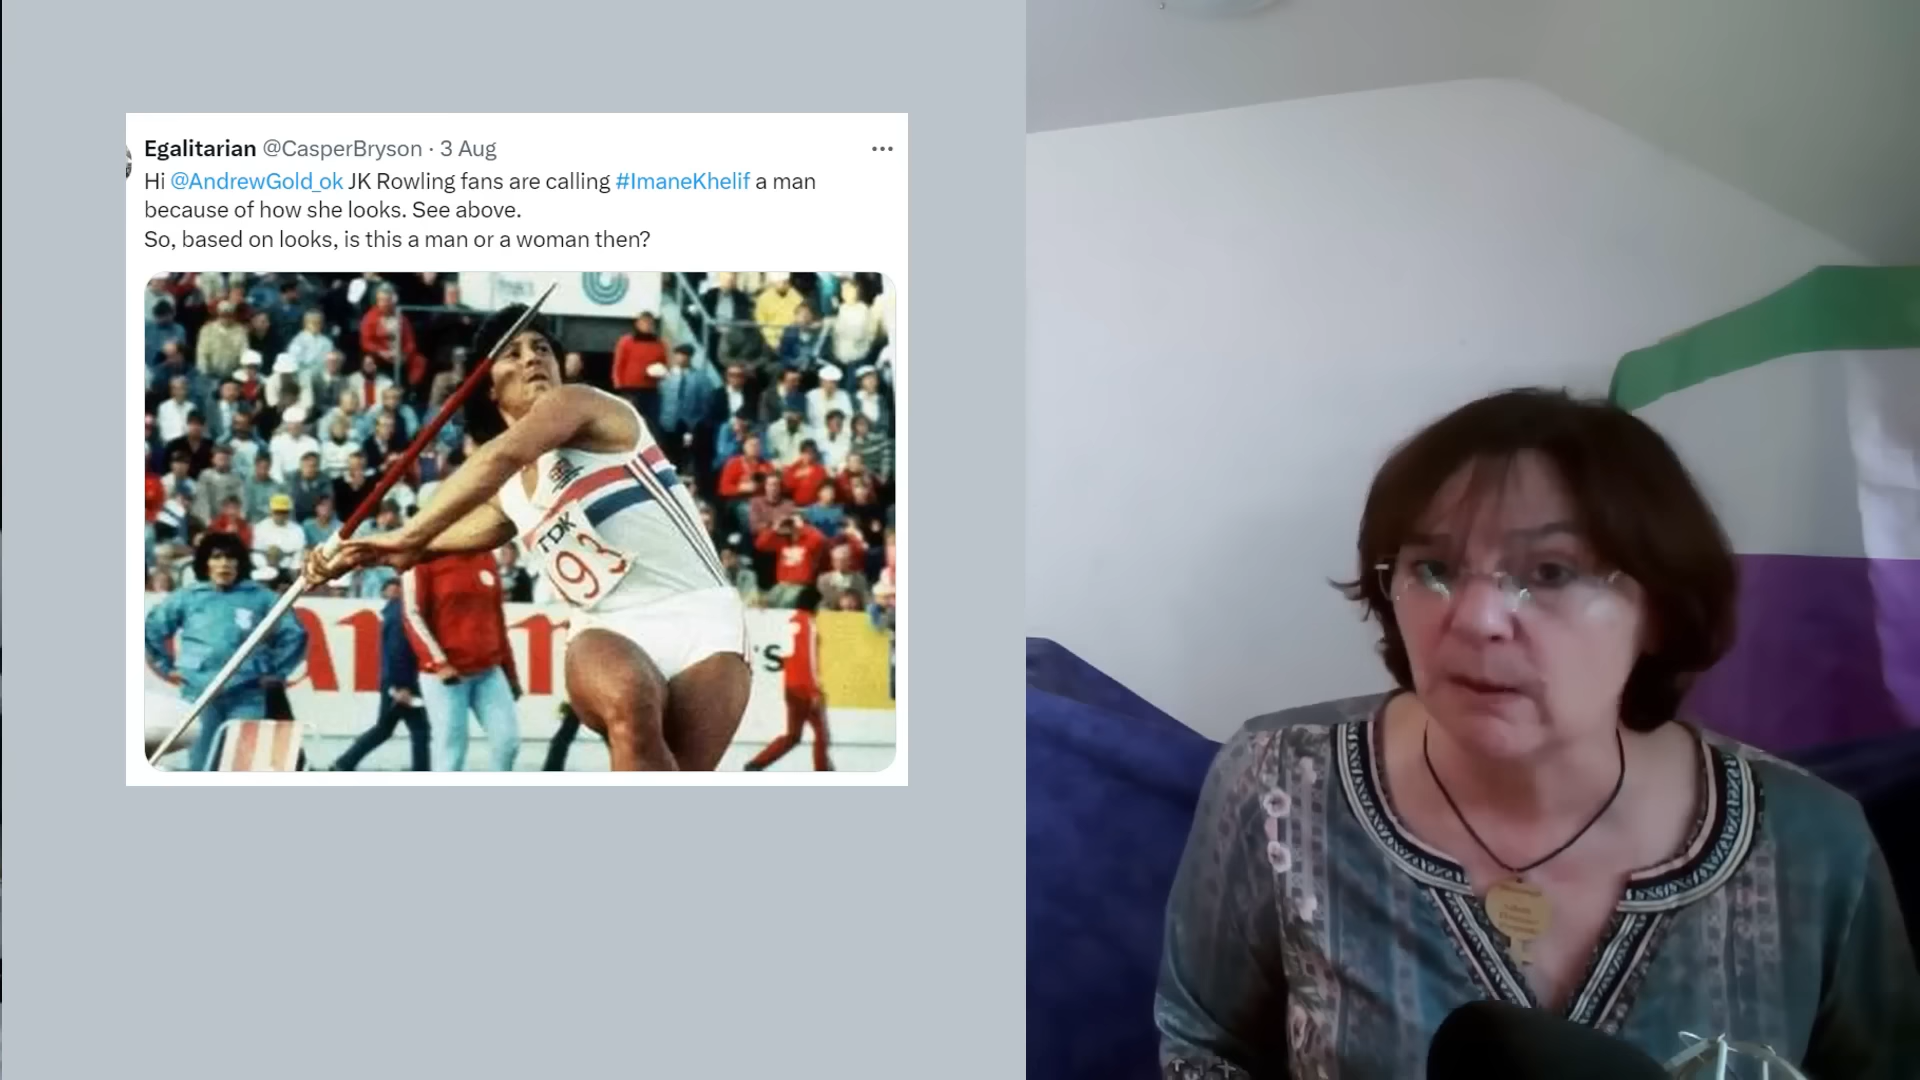 Egalitarian @CasperBryson · 3 Aug
Hi @AndrewGold_ok JK Rowling fans are calling #ImaneKhelif a man
because of how she looks. See above.
So, based on looks, is this a man or a woman then?
TDK
193